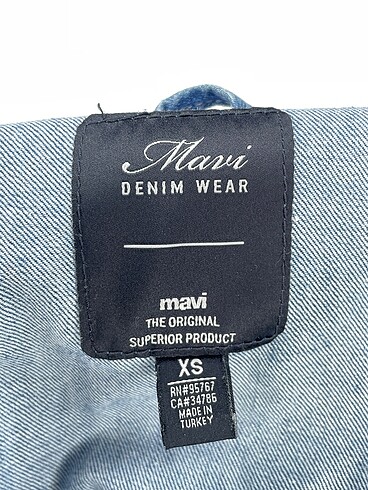 Mavi
DENIM WEAR
mavi
THE ORIGINAL
SUPERIOR PRODUCT
XS
RN#95767
CA#34786
MADE IN
TURKEY